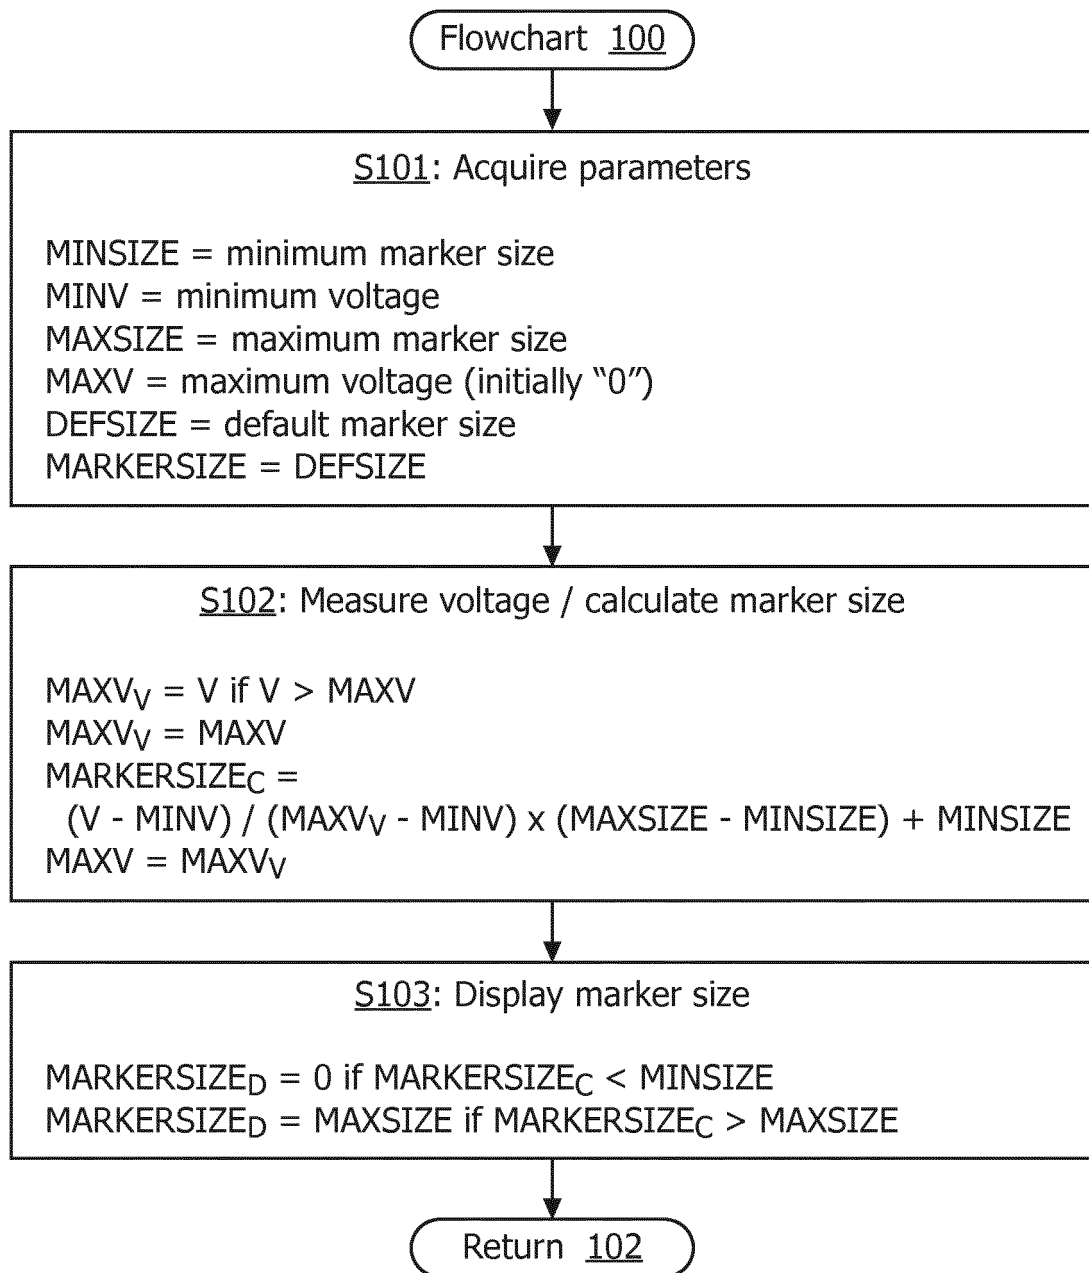 Flowchart 100
S101: Acquire parameters
MINSIZE = minimum marker size
MINV = minimum voltage
MAXSIZE = maximum marker size
MAXV = maximum voltage (initially “0”)
DEFSIZE = default marker size
MARKERSIZE = DEFSIZE
S102: Measure voltage / calculate marker size
MAXVV = V if V > MAXV
MAXVV = MAXV
MARKERSIZEC =
(V - MINV) / (MAXVV - MINV) x (MAXSIZE - MINSIZE) + MINSIZE
MAXV = MAXVV
S103: Display marker size
MARKERSIZED = 0 if MARKERSIZEC < MINSIZE
MARKERSIZED = MAXSIZE if MARKERSIZEC > MAXSIZE
Return 102